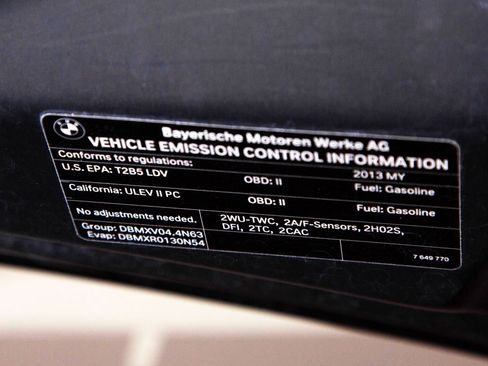 Bayerische Motoren Werke AG
VEHICLE EMISSION CONTROL INFORMATION
Conforms to regulations: 2013 MY
U.S. EPA: T2B5 LDV OBD: II Fuel: Gasoline
California: ULEV II PC OBD: II Fuel: Gasoline
No adjustments needed. 2WU-TWC, 2A/F-Sensors, 2HO2S,
Group: DBMXV04.4N63 DFI, 2TC, 2CAC
Evap: DBMXR0130N54
7 649 770